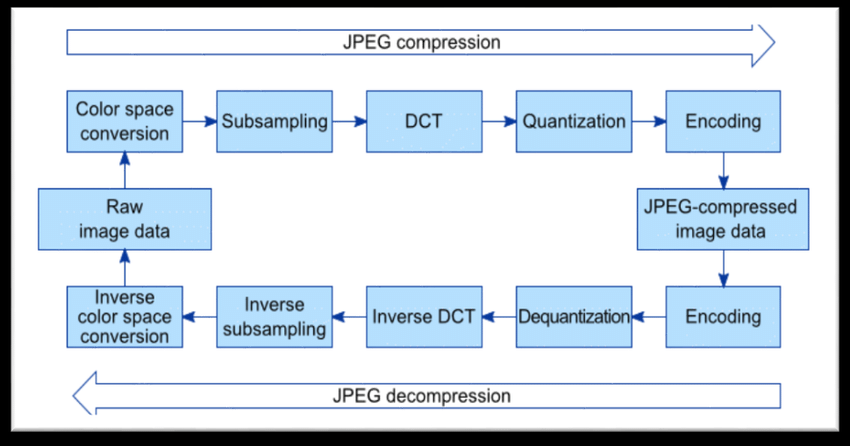 JPEG compression
Color space
conversion
Subsampling
DCT
Quantization
Encoding
Raw
image data
JPEG-compressed
image data
Inverse
color space
conversion
Inverse
subsampling
Inverse DCT
Dequantization
Encoding
JPEG decompression